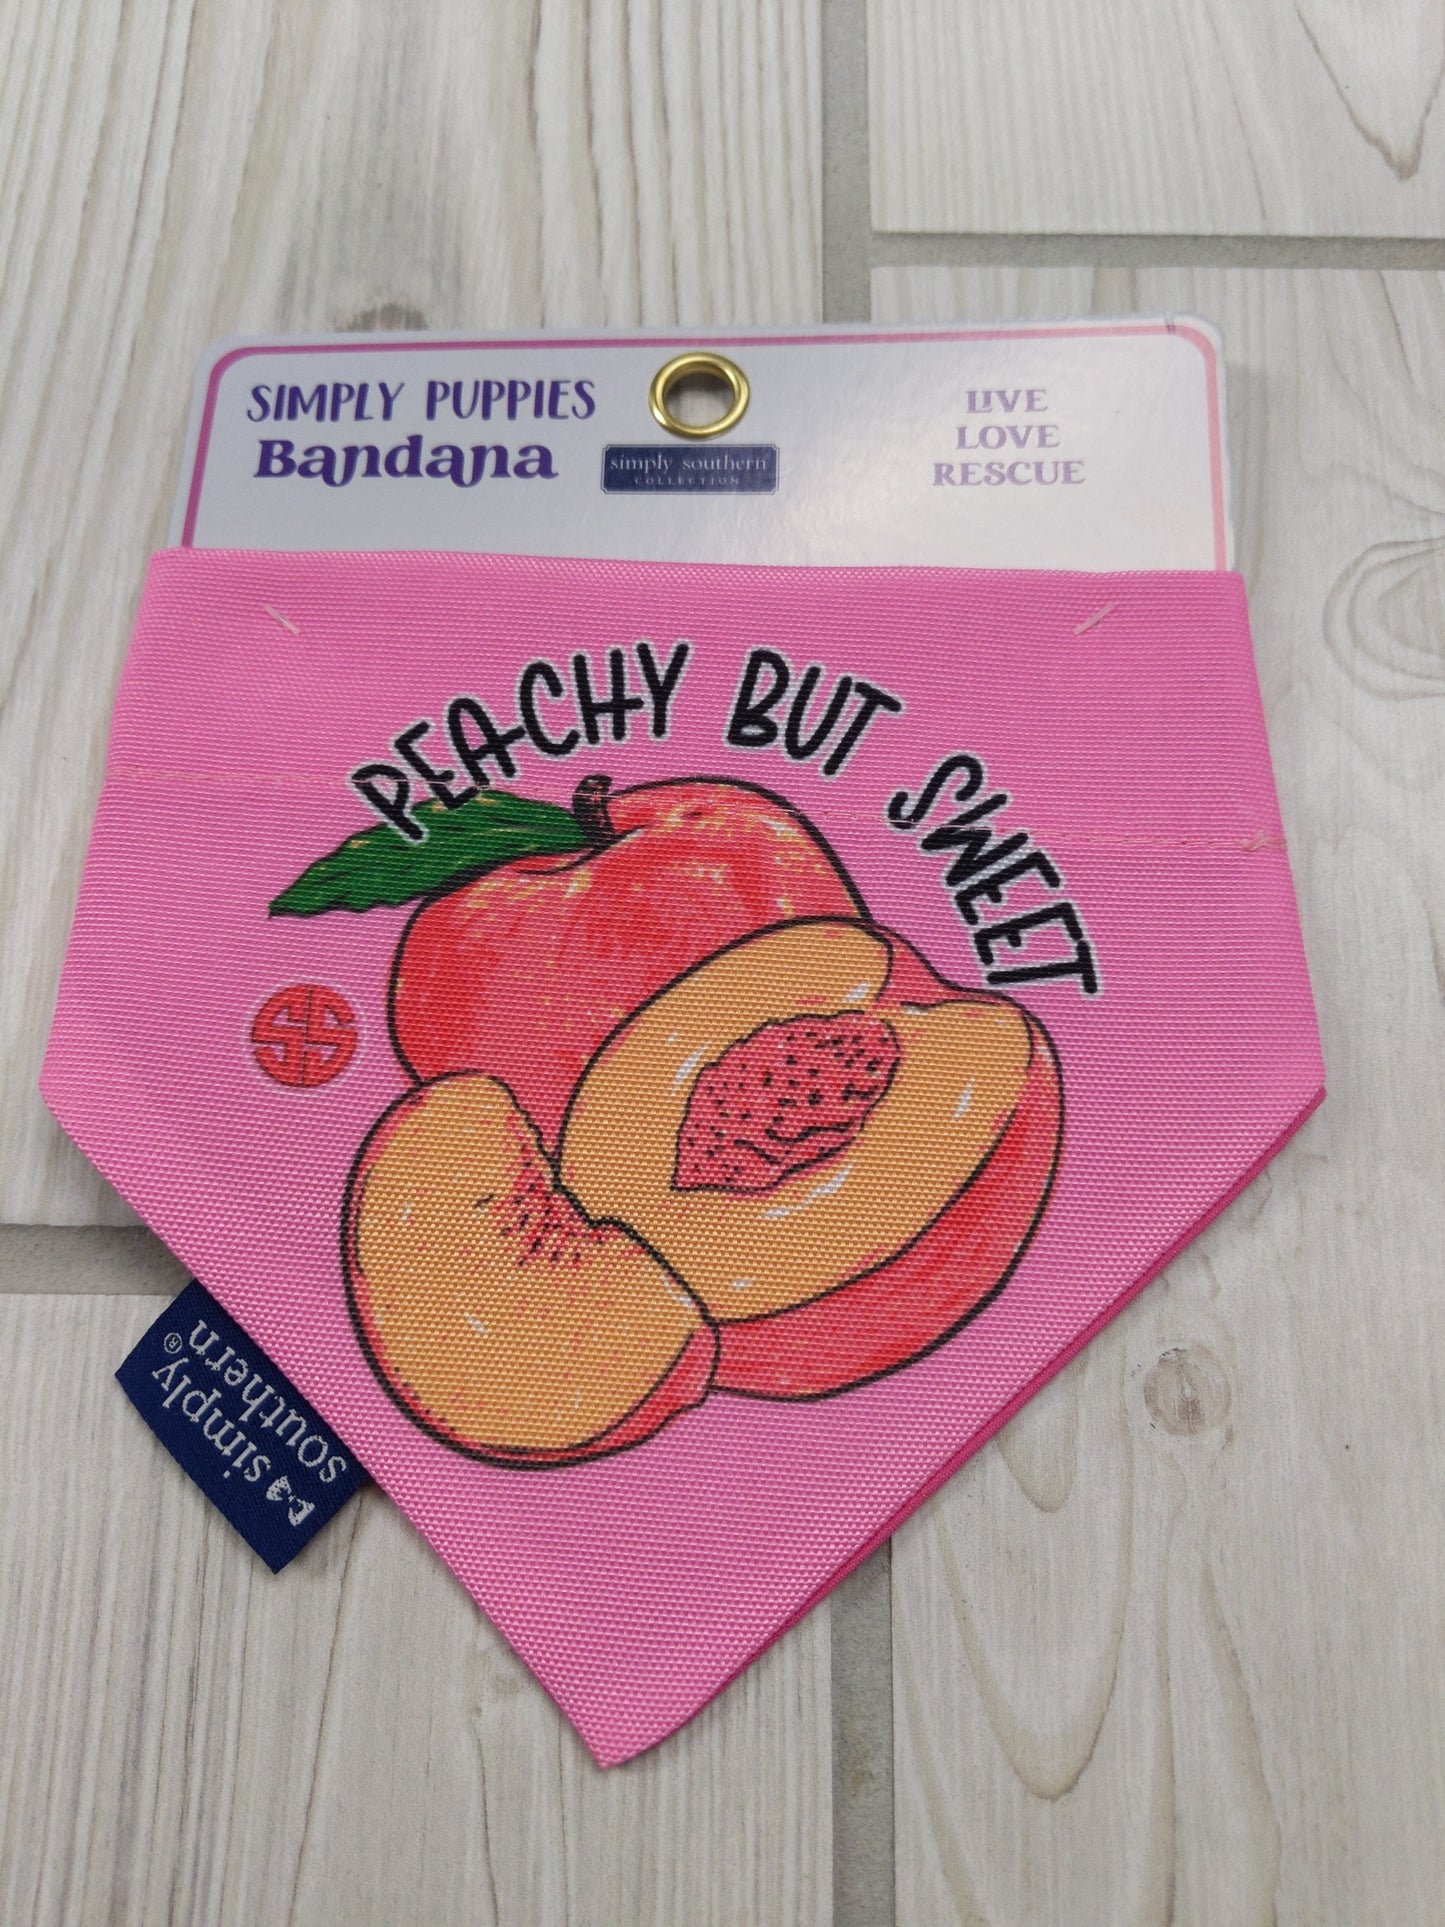 SIMPLY PUPPIES
Bandana
simply southern
COLLECTION
LIVE
LOVE
RESCUE
PEACHY BUT SWEET
SS
simply
southern®